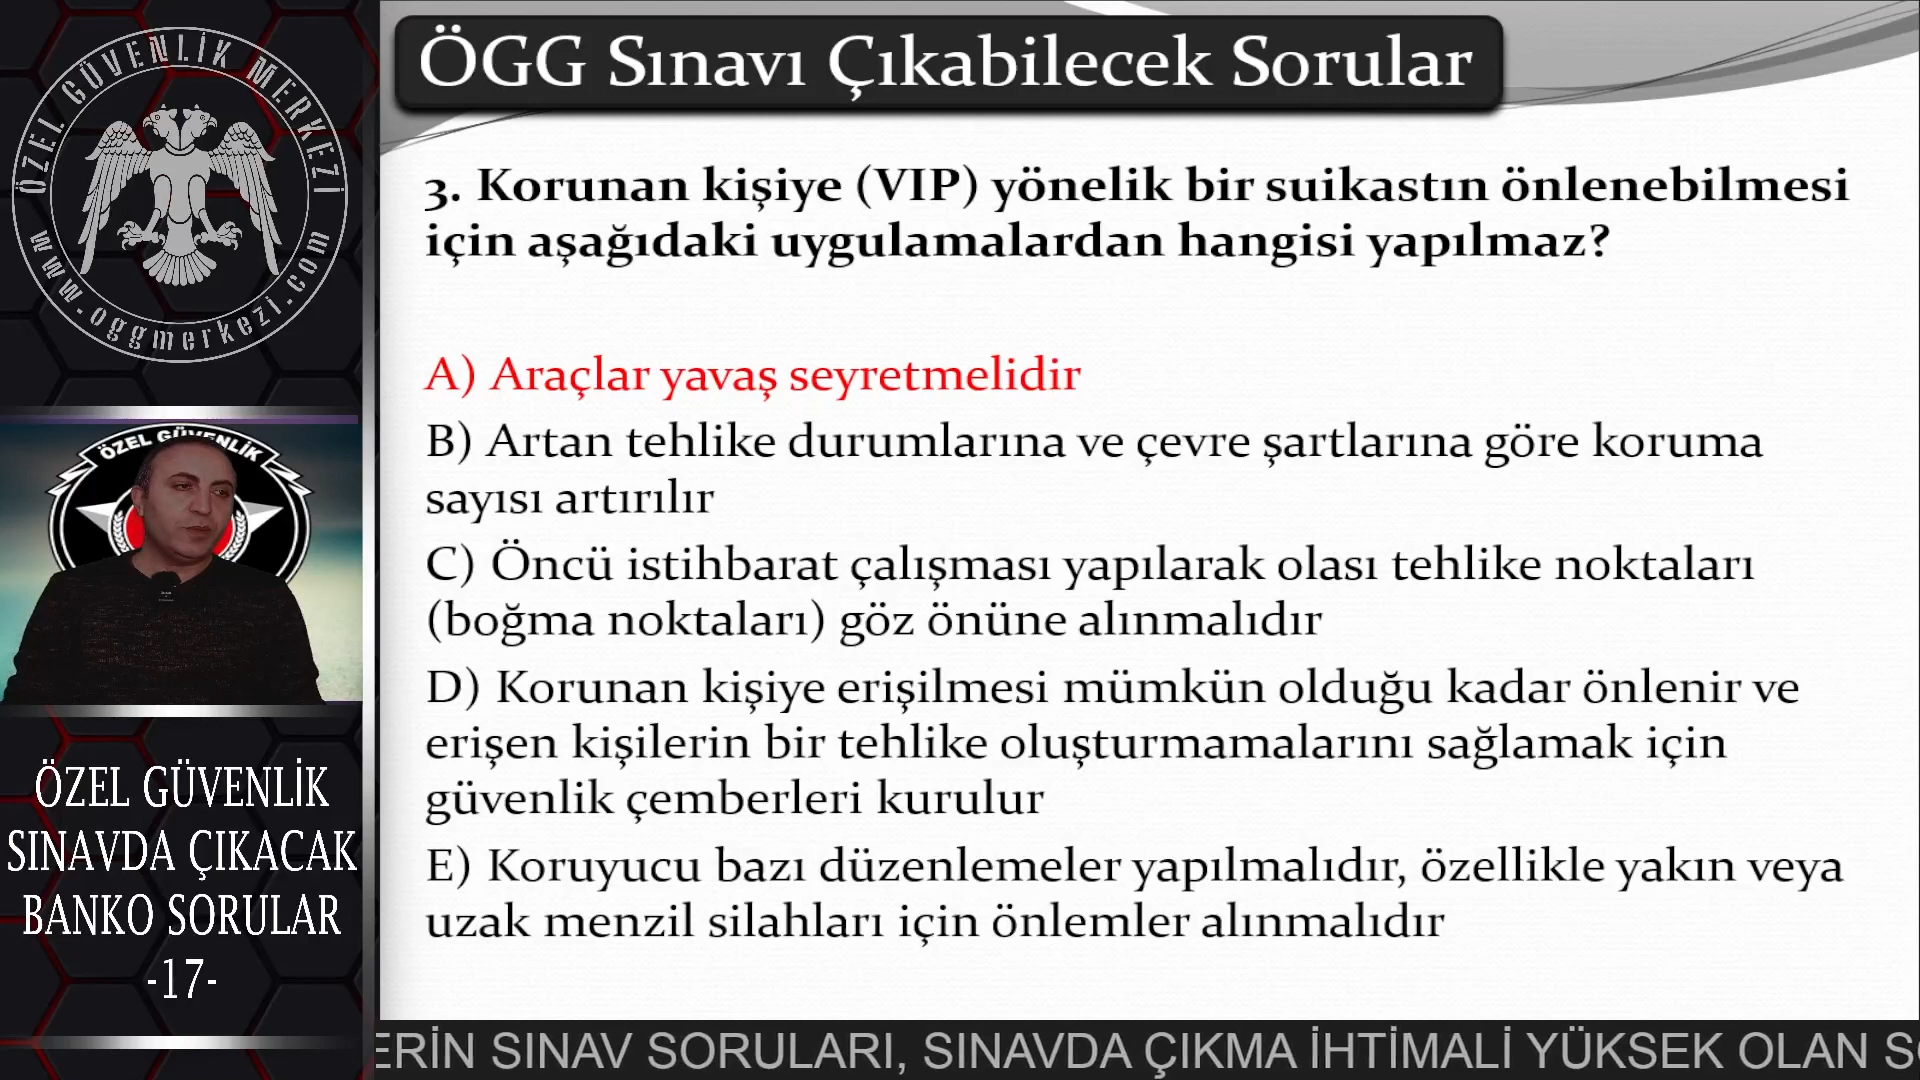 ÖGG Sınavı Çıkabilecek Sorular
ÖZEL GÜVENLİK MERKEZİ
www.oggmerkezi.com
3. Korunan kişiye (VIP) yönelik bir suikastın önlenebilmesi
için aşağıdaki uygulamalardan hangisi yapılmaz?
A) Araçlar yavaş seyretmelidir
B) Artan tehlike durumlarına ve çevre şartlarına göre koruma
sayısı artırılır
C) Öncü istihbarat çalışması yapılarak olası tehlike noktaları
(boğma noktaları) göz önüne alınmalıdır
D) Korunan kişiye erişilmesi mümkün olduğu kadar önlenir ve
erişen kişilerin bir tehlike oluşturmamalarını sağlamak için
güvenlik çemberleri kurulur
E) Koruyucu bazı düzenlemeler yapılmalıdır, özellikle yakın veya
uzak menzil silahları için önlemler alınmalıdır
ÖZEL GÜVENLİK
ÖZEL GÜVENLİK
SINAVDA ÇIKACAK
BANKO SORULAR
-17-
ERİN SINAV SORULARI, SINAVDA ÇIKMA İHTİMALİ YÜKSEK OLAN